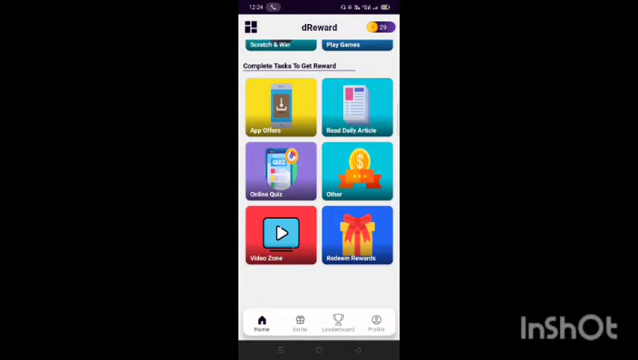 12:24
dReward
29
Scratch & Win
Play Games
Complete Tasks To Get Reward
App Offers
Read Daily Article
QUIZ
Online Quiz
Other
Video Zone
Redeem Rewards
Home
Invite
Leaderboard
Profile
InShOt